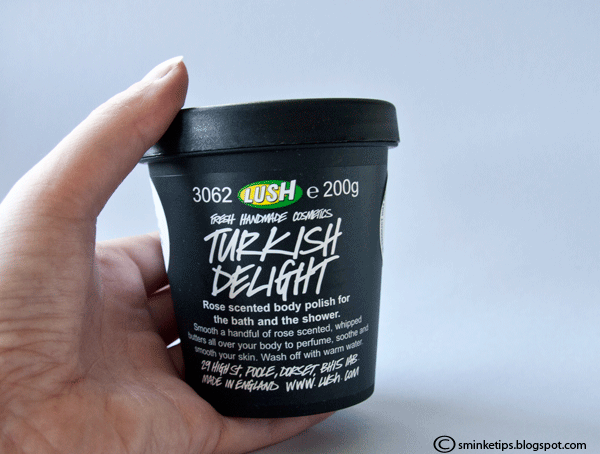 3062 LUSH e 200g
FRESH HANDMADE COSMETICS
TURKISH
DELIGHT
Rose scented body polish for
the bath and the shower.
Smooth a handful of rose scented, whipped
butters all over your body to perfume, soothe and
smooth your skin. Wash off with warm water.
29 HIGH St, POOLE, DORSET, BH15 1AB.
MADE IN ENGLAND WWW. LUSH. COM
© sminketips.blogspot.com